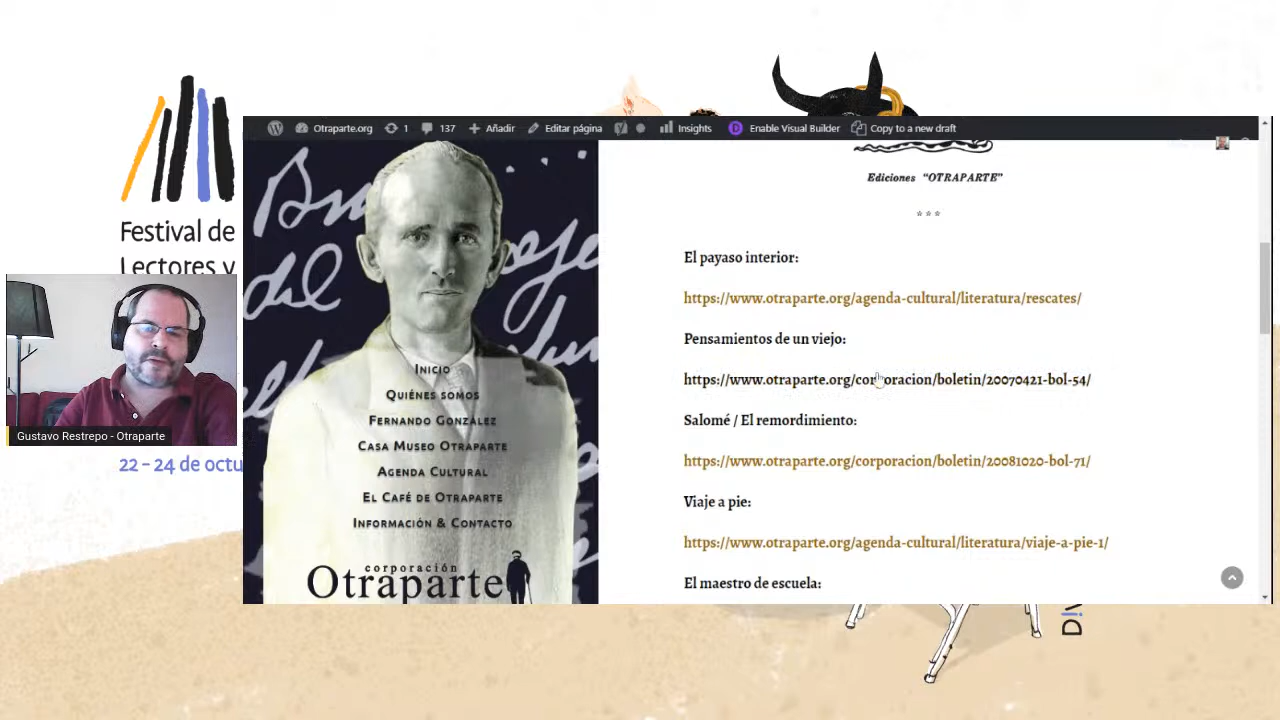 Otraparte.org 1 137 Añadir Editar página Insights Enable Visual Builder Copy to a new draft
Festival de
Lectores y
22 – 24 de octu
Gustavo Restrepo - Otraparte
Inicio
Quiénes somos
Fernando González
Casa Museo Otraparte
Agenda Cultural
El Café de Otraparte
Información & Contacto
corporación
Otraparte
Ediciones "OTRAPARTE"
* * *
El payaso interior:
https://www.otraparte.org/agenda-cultural/literatura/rescates/
Pensamientos de un viejo:
https://www.otraparte.org/corporacion/boletin/20070421-bol-54/
Salomé / El remordimiento:
https://www.otraparte.org/corporacion/boletin/20081020-bol-71/
Viaje a pie:
https://www.otraparte.org/agenda-cultural/literatura/viaje-a-pie-1/
El maestro de escuela: